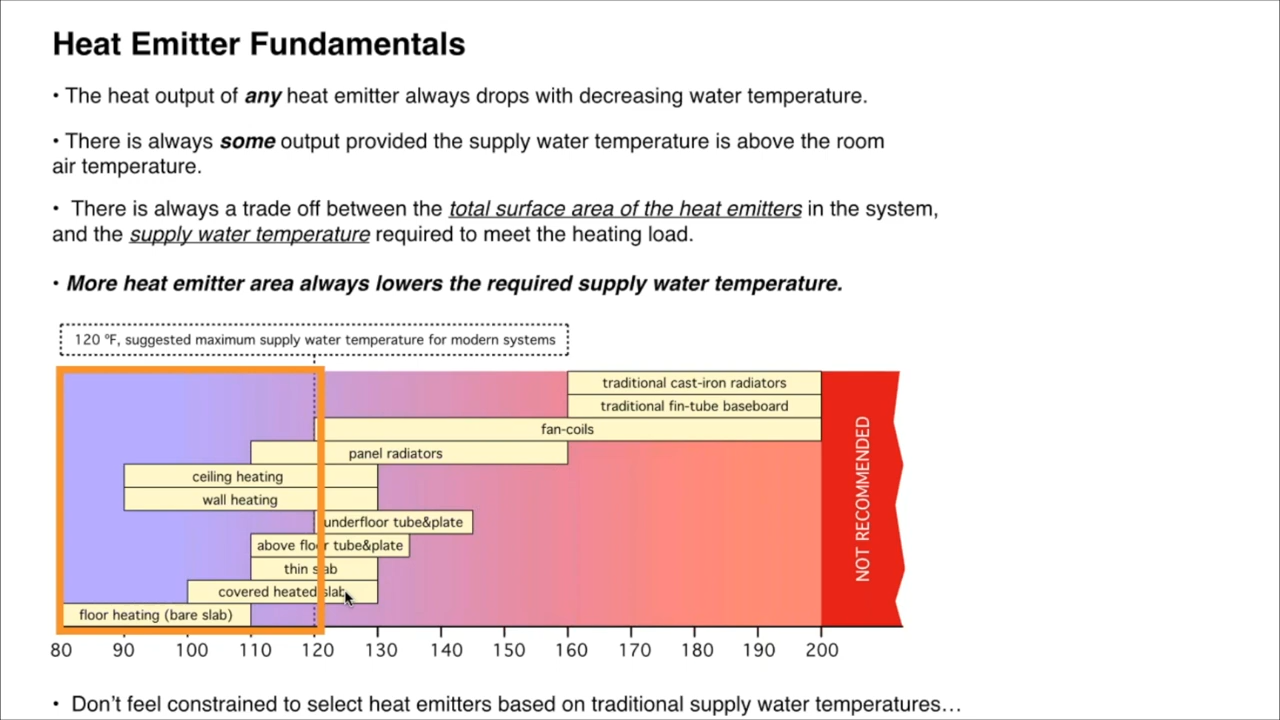 Heat Emitter Fundamentals
• The heat output of any heat emitter always drops with decreasing water temperature.
• There is always some output provided the supply water temperature is above the room
air temperature.
• There is always a trade off between the total surface area of the heat emitters in the system,
and the supply water temperature required to meet the heating load.
• More heat emitter area always lowers the required supply water temperature.
120 ºF, suggested maximum supply water temperature for modern systems
traditional cast-iron radiators
traditional fin-tube baseboard
fan-coils
panel radiators
ceiling heating
wall heating
underfloor tube&plate
above floor tube&plate
thin slab
covered heated slab
floor heating (bare slab)
NOT RECOMMENDED
80 90 100 110 120 130 140 150 160 170 180 190 200
• Don’t feel constrained to select heat emitters based on traditional supply water temperatures…